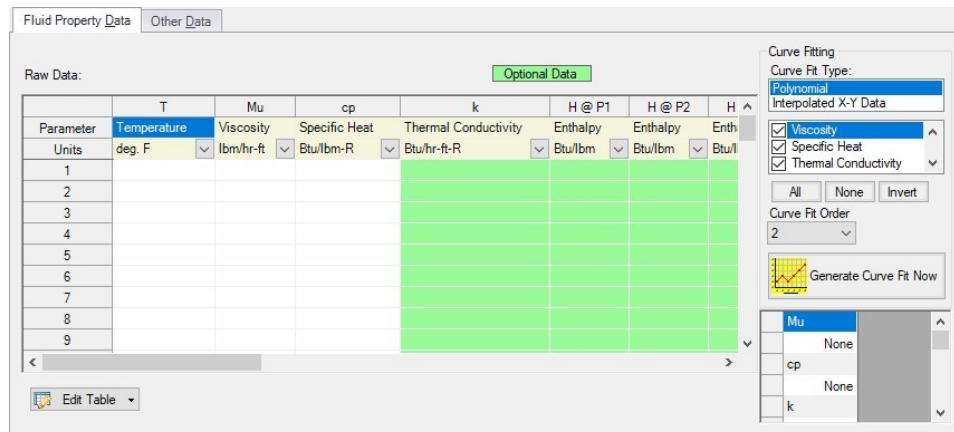 Fluid Property Data Other Data
Raw Data:
Optional Data
T Mu cp k H @ P1 H @ P2 H
Parameter Temperature Viscosity Specific Heat Thermal Conductivity Enthalpy Enthalpy Enth
Units deg. F lbm/hr-ft Btu/lbm-R Btu/hr-ft-R Btu/lbm Btu/lbm Btu/l
1
2
3
4
5
6
7
8
9
Edit Table
Curve Fitting
Curve Fit Type:
Polynomial
Interpolated X-Y Data
Viscosity
Specific Heat
Thermal Conductivity
All None Invert
Curve Fit Order
2
Generate Curve Fit Now
Mu
None
cp
None
k